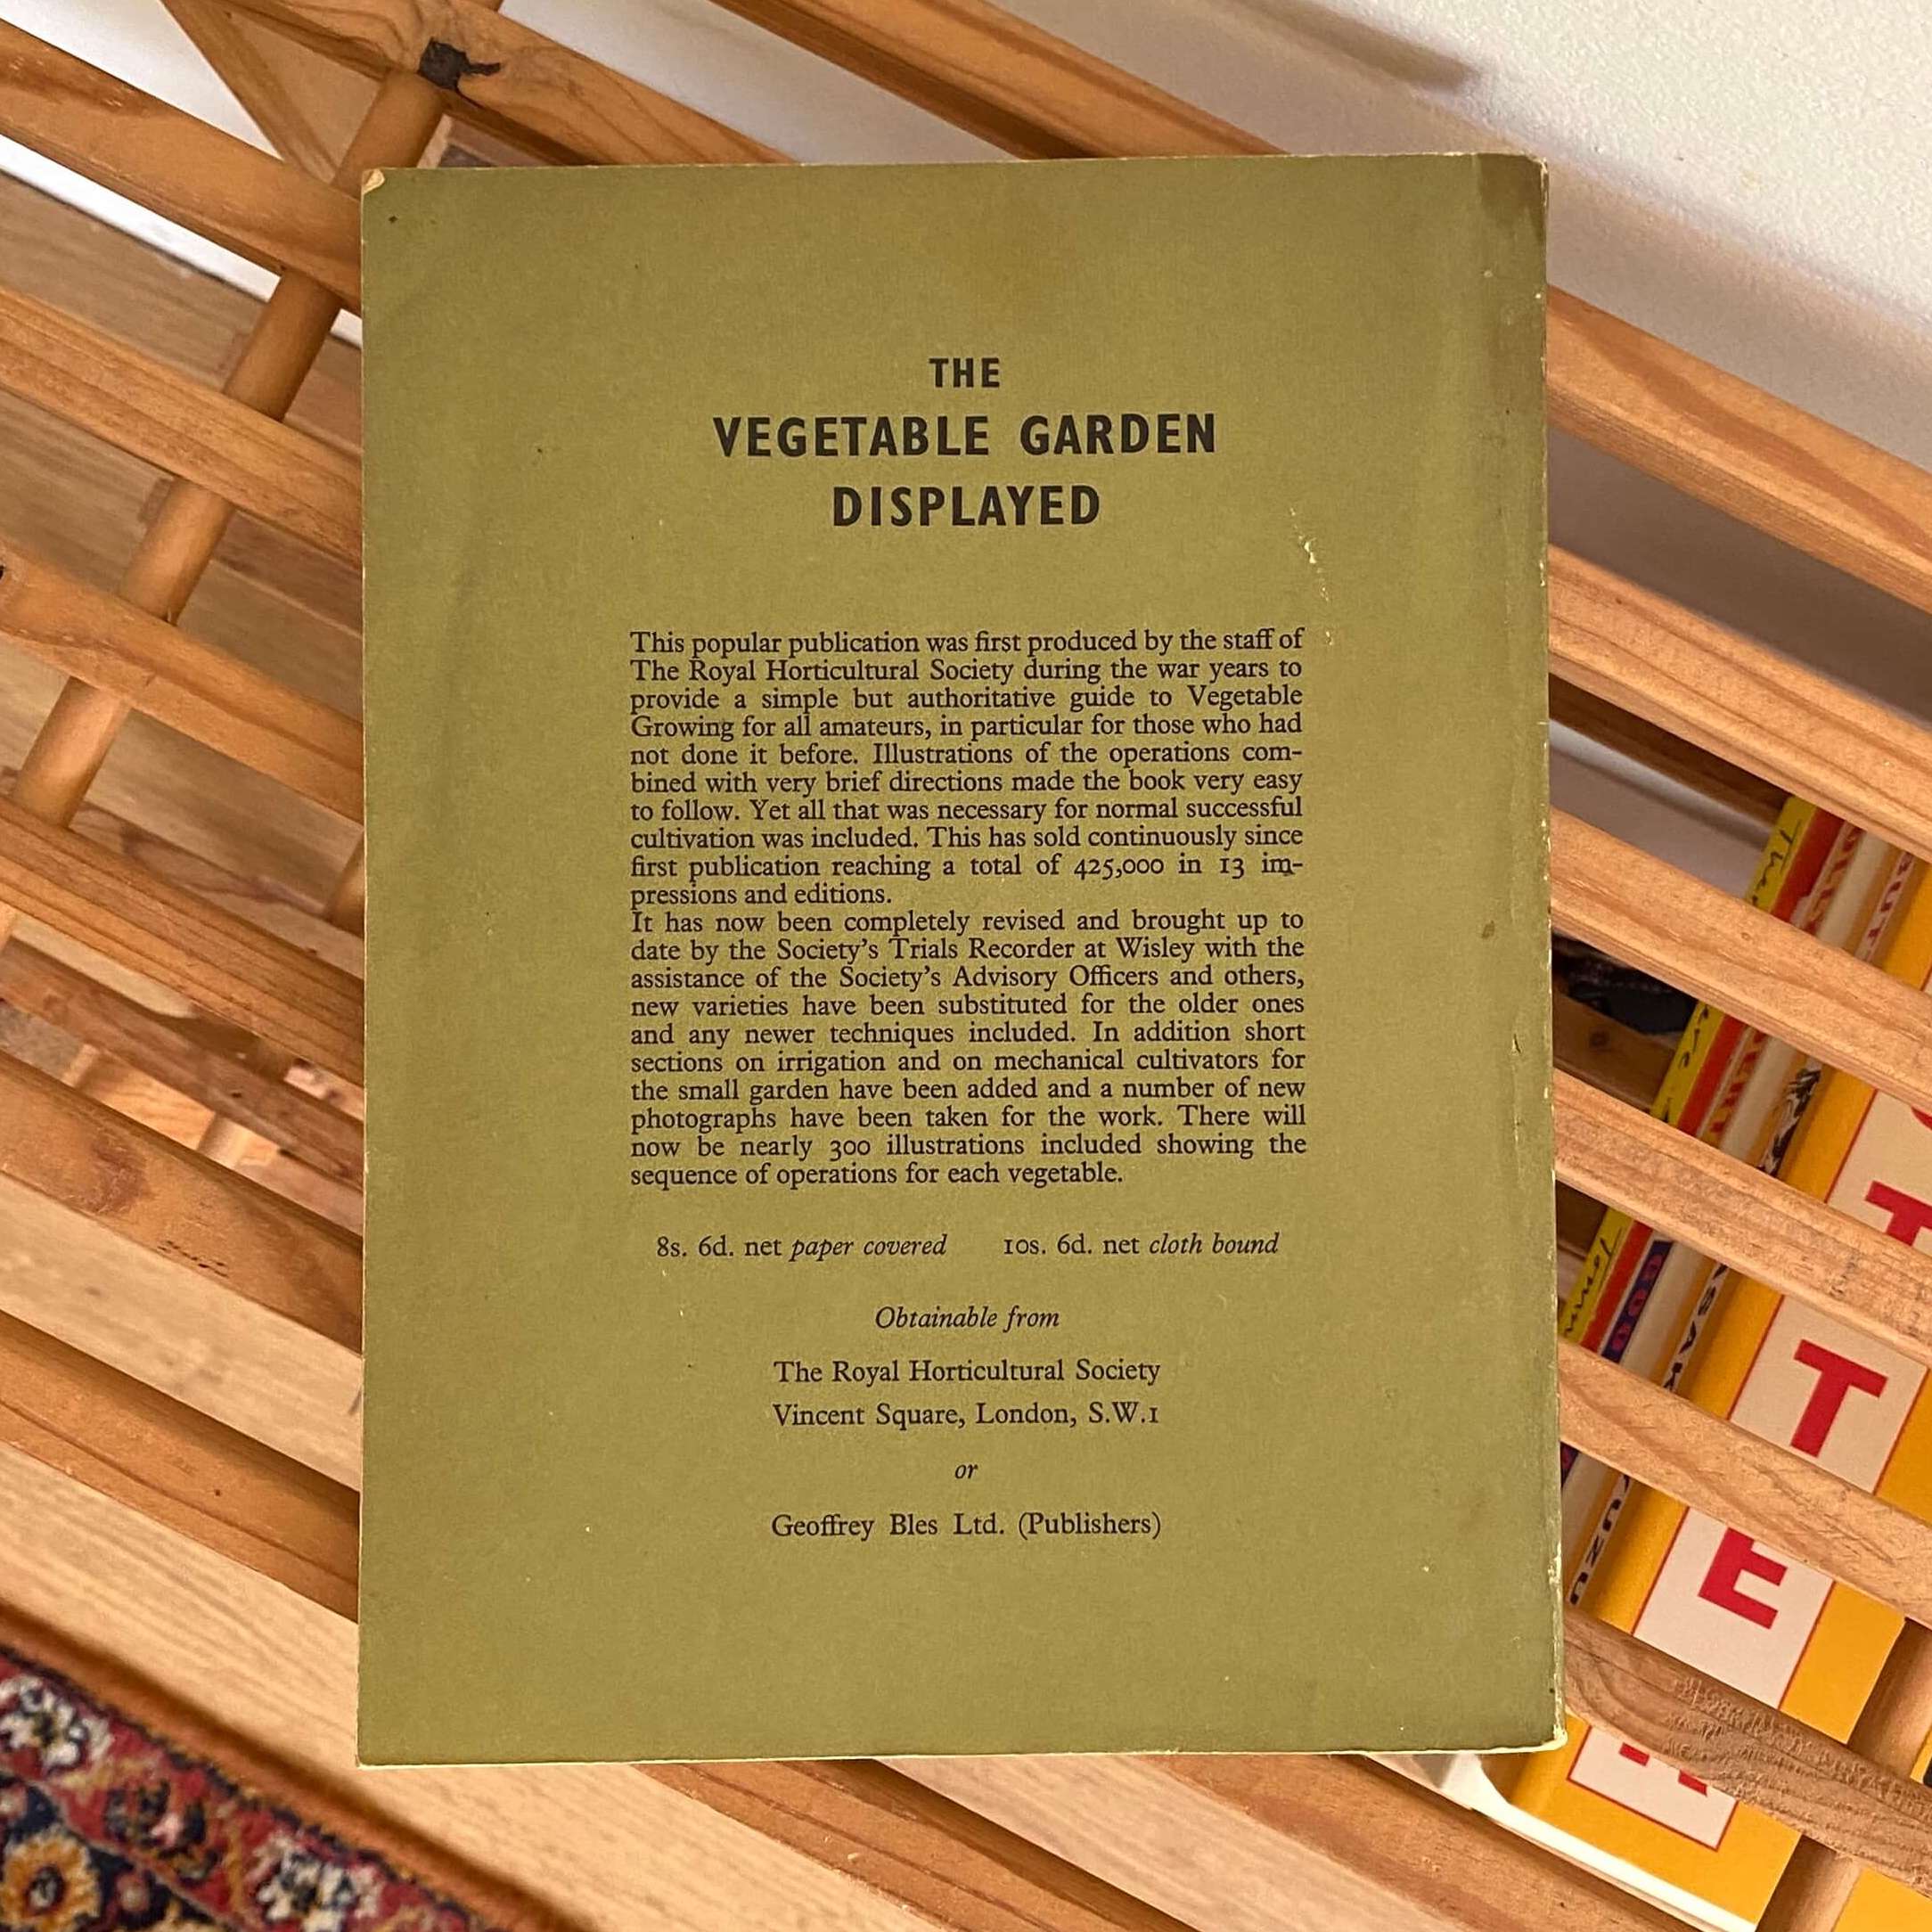 THE
VEGETABLE GARDEN
DISPLAYED
This popular publication was first produced by the staff of
The Royal Horticultural Society during the war years to
provide a simple but authoritative guide to Vegetable
Growing for all amateurs, in particular for those who had
not done it before. Illustrations of the operations com-
bined with very brief directions made the book very easy
to follow. Yet all that was necessary for normal successful
cultivation was included. This has sold continuously since
first publication reaching a total of 425,000 in 13 im-
pressions and editions.
It has now been completely revised and brought up to
date by the Society's Trials Recorder at Wisley with the
assistance of the Society's Advisory Officers and others,
new varieties have been substituted for the older ones
and any newer techniques included. In addition short
sections on irrigation and on mechanical cultivators for
the small garden have been added and a number of new
photographs have been taken for the work. There will
now be nearly 300 illustrations included showing the
sequence of operations for each vegetable.
8s. 6d. net paper covered 10s. 6d. net cloth bound
Obtainable from
The Royal Horticultural Society
Vincent Square, London, S.W.1
or
Geoffrey Bles Ltd. (Publishers)